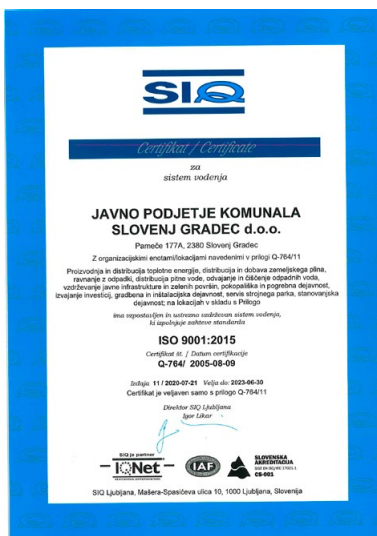 SIQ
Certifikat / Certificate
za
sistem vodenja
JAVNO PODJETJE KOMUNALA
SLOVENJ GRADEC d.o.o.
Pameče 177A, 2380 Slovenj Gradec
Z organizacijskimi enotami/lokacijami navedenimi v prilogi Q-764/11
Proizvodnja in distribucija toplotne energije, distribucija in dobava zemeljskega plina,
ravnanje z odpadki, distribucija pitne vode, odvajanje in čiščenje odpadnih voda,
vzdrževanje javne infrastrukture in zelenih površin, pokopališka in pogrebna dejavnost,
izvajanje investicij, gradbena in inštalacijska dejavnost, servis strojnega parka, stanovanjska
dejavnost; na lokacijah v skladu s Prilogo
ima vzpostavljen in ustrezno vzdrževan sistem vodenja,
ki izpolnjuje zahteve standarda
ISO 9001:2015
Certifikat št. / Datum certifikacije
Q-764/ 2005-08-09
Izdaja 11 / 2020-07-21 Velja do: 2023-06-30
Certifikat je veljaven samo s prilogo Q-764/11
Direktor SIQ Ljubljana
Igor Likar
SIQ je partner
IQNet
IAF
SLOVENSKA
AKREDITACIJA
CS-001
SIQ Ljubljana, Mašera-Spasićeva ulica 10, 1000 Ljubljana, Slovenija